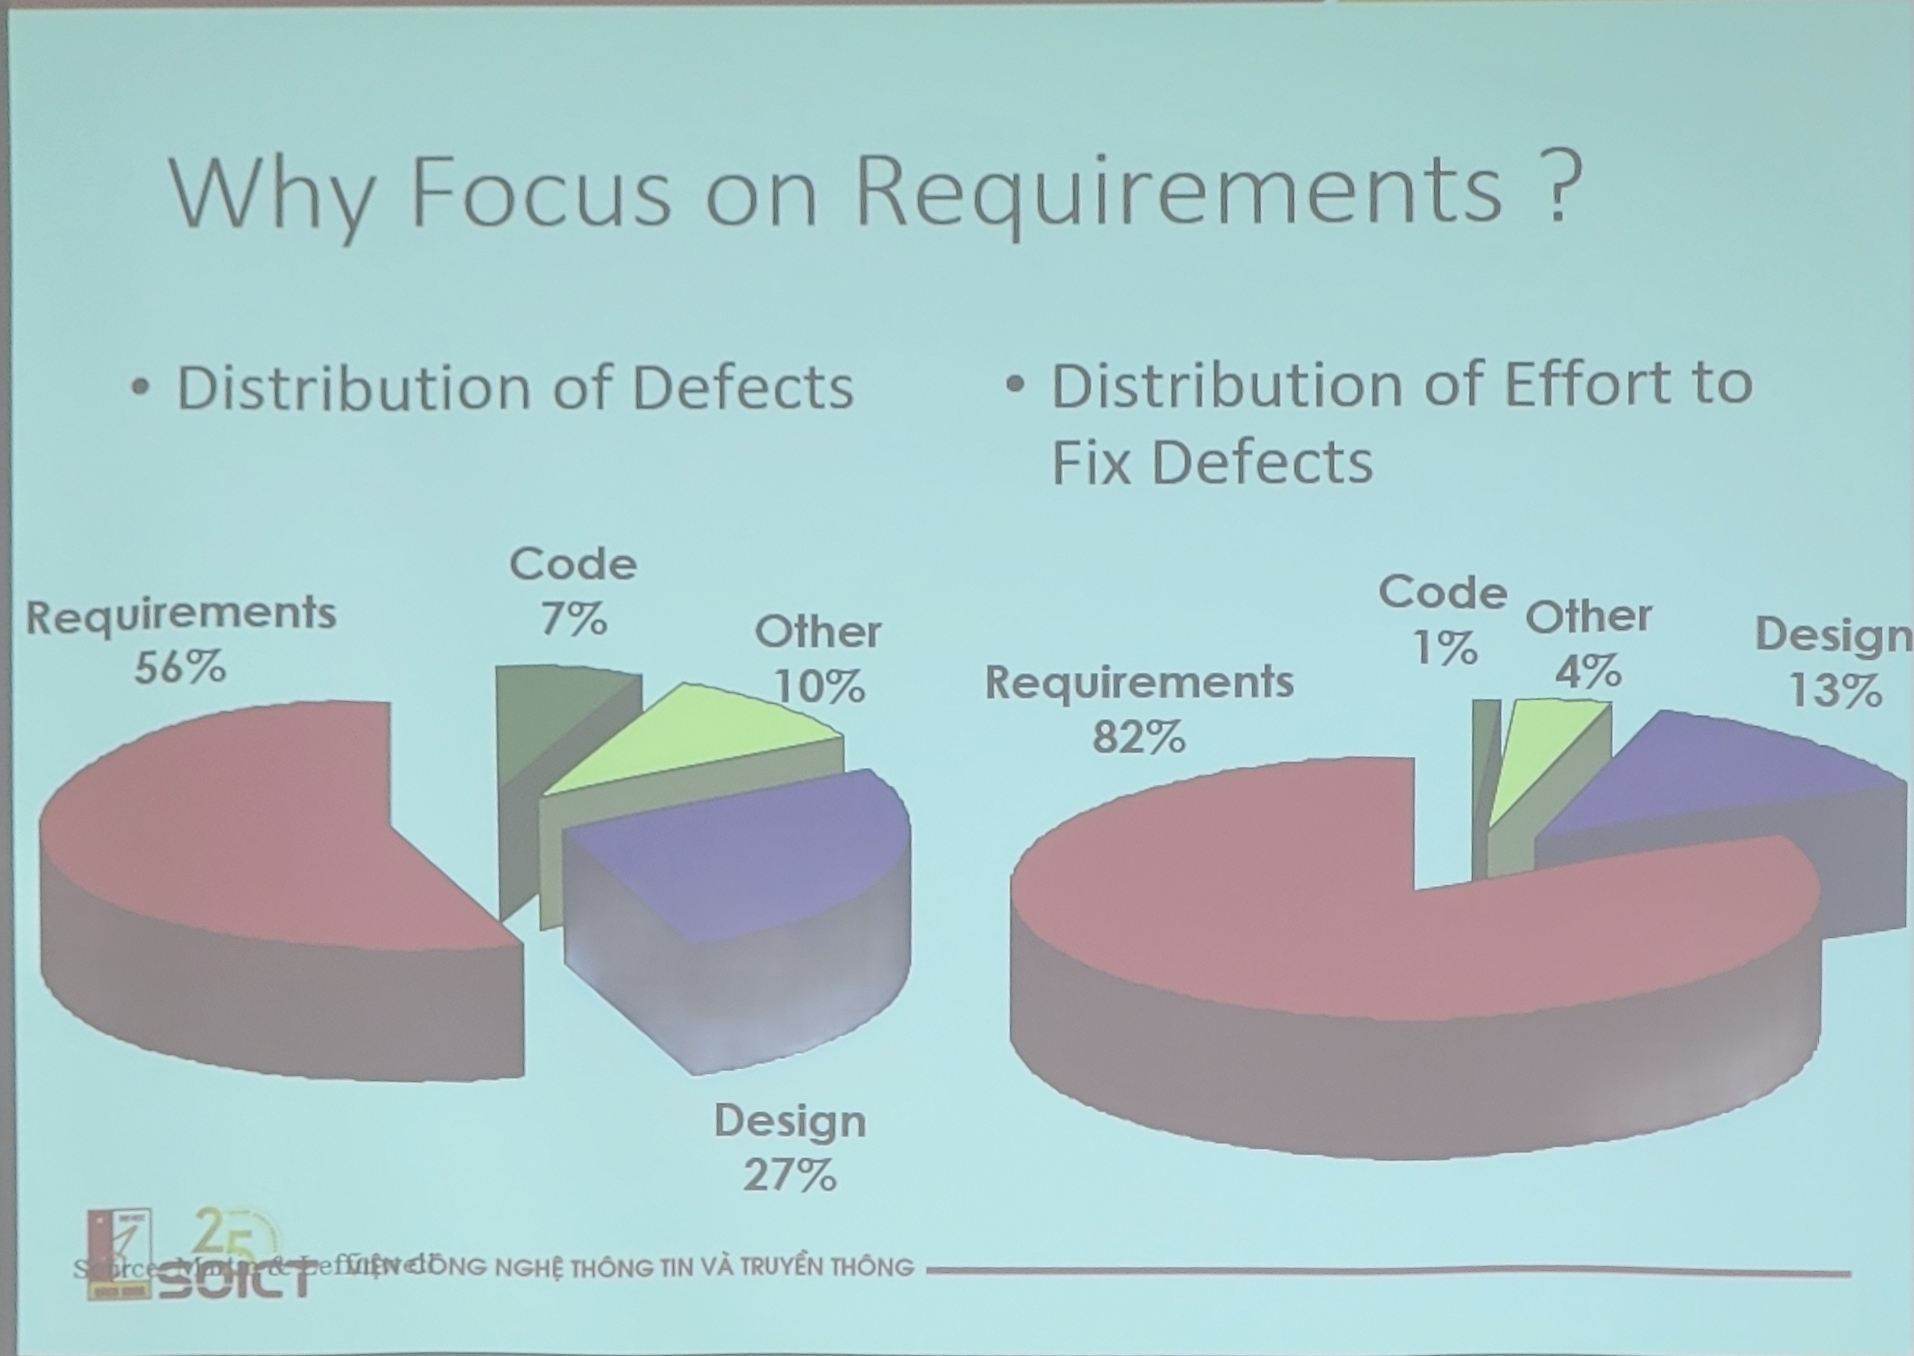 Why Focus on Requirements ?
• Distribution of Defects
• Distribution of Effort to
Fix Defects
Requirements
56%
Code
7%
Other
10%
Design
27%
Requirements
82%
Code
1%
Other
4%
Design
13%
25
SOICT
Source: Martin & Leffingwell
VIỆN CÔNG NGHỆ THÔNG TIN VÀ TRUYỀN THÔNG